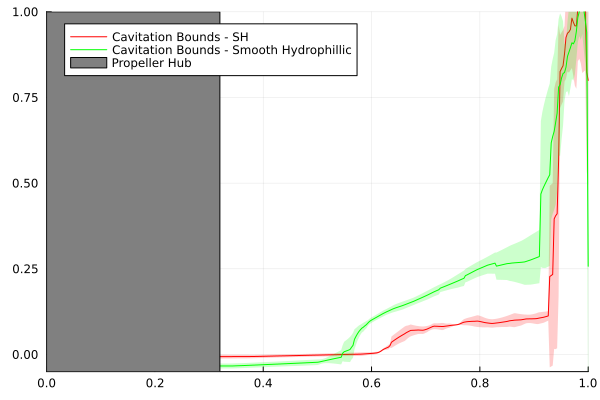 1.00
Cavitation Bounds - SH
Cavitation Bounds - Smooth Hydrophillic
Propeller Hub
0.75
0.50
0.25
0.00
0.0 0.2 0.4 0.6 0.8 1.0